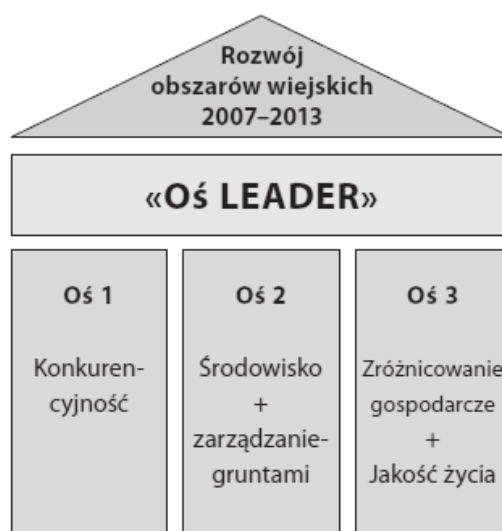 Rozwój
obszarów wiejskich
2007–2013
«Oś LEADER»
Oś 1
Konkuren-
cyjność
Oś 2
Środowisko
+
zarządzanie-
gruntami
Oś 3
Zróżnicowanie
gospodarcze
+
Jakość życia